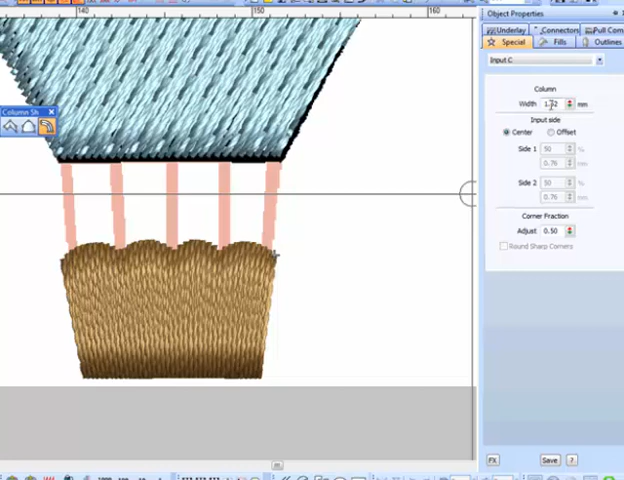 140
150
160
Object Properties
Underlay Connectors Pull Com
Special Fills Outlines
Input C
Column Sh
Column
Width mm
Input side
Center Offset
Side 1 50 %
0.76 mm
Side 2 50 %
0.76 mm
Corner Fraction
Adjust 0.50
Round Sharp Corners
FX Save ?